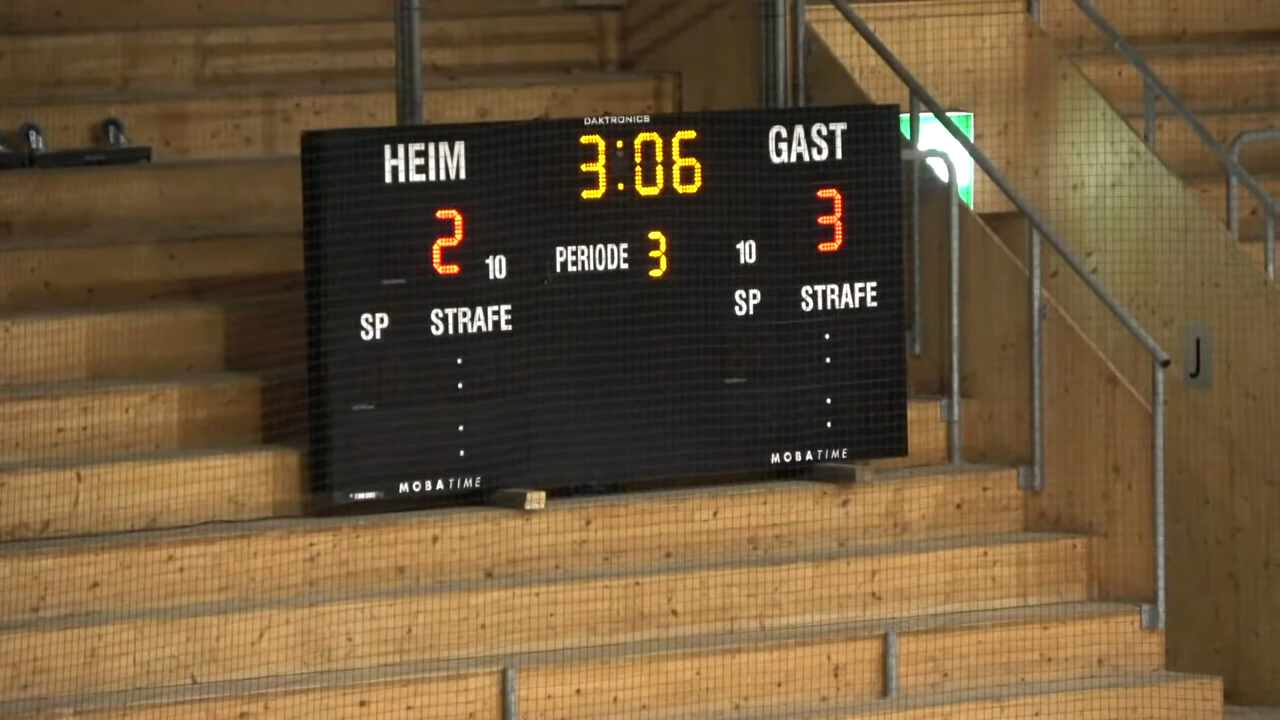 DAKTRONICS
HEIM 3:06 GAST
2 10 PERIODE 3 10 3
SP STRAFE SP STRAFE
MOBATIME MOBATIME
J